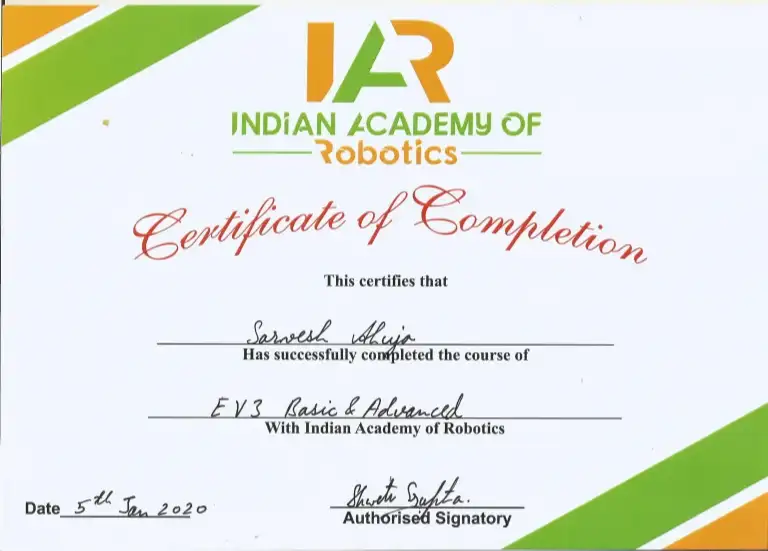 IAR
INDiAN ACADEMY OF
Robotics
Certificate of Completion
This certifies that
Sarvesh Ahuja
Has successfully completed the course of
EV3 Basic & Advanced
With Indian Academy of Robotics
Date 5th Jan 2020
Shweta Gupta.
Authorised Signatory